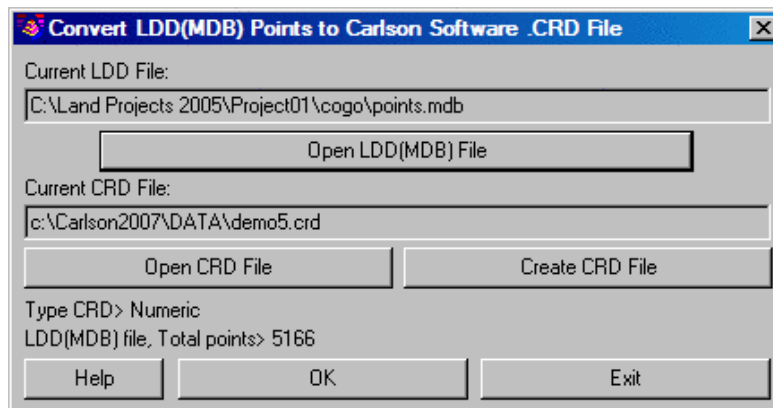 Convert LDD(MDB) Points to Carlson Software .CRD File
Current LDD File:
C:\Land Projects 2005\Project01\cogo\points.mdb
Open LDD(MDB) File
Current CRD File:
c:\Carlson2007\DATA\demo5.crd
Open CRD File Create CRD File
Type CRD> Numeric
LDD(MDB) file, Total points> 5166
Help OK Exit